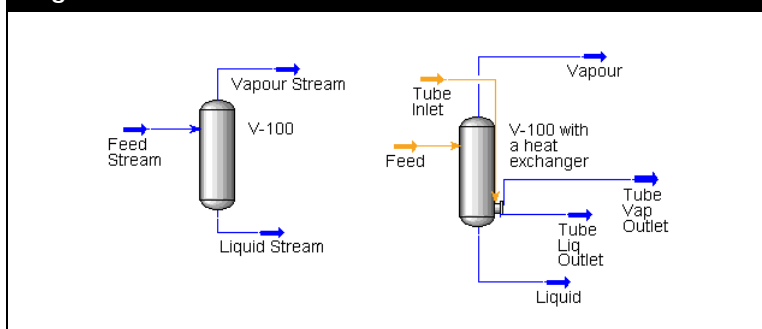 Vapour Stream
V-100
Feed
Stream
Liquid Stream
Vapour
Tube
Inlet
V-100 with
a heat
exchanger
Feed
Tube
Vap
Outlet
Tube
Liq
Outlet
Liquid